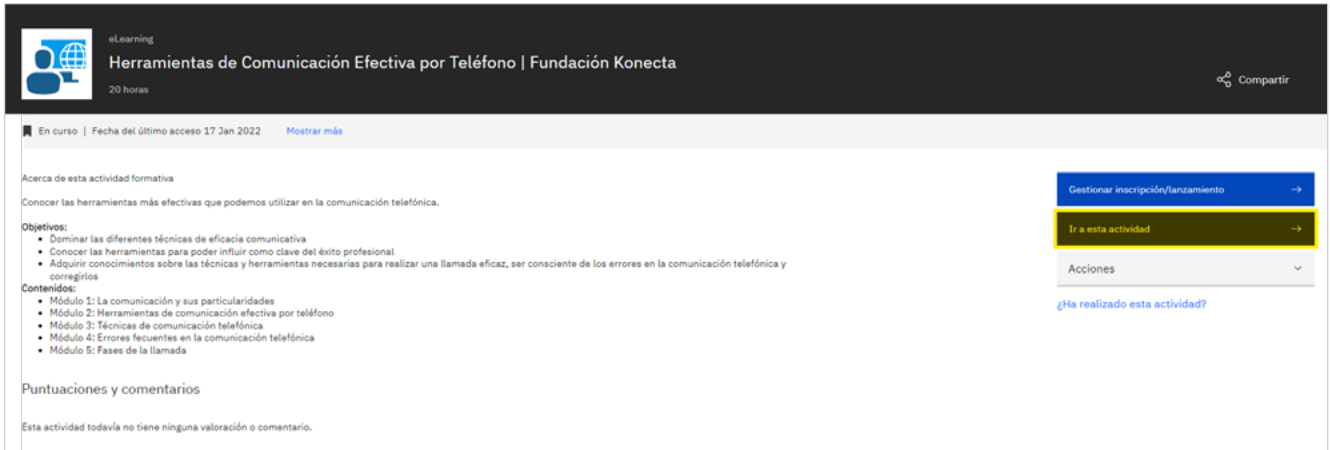 eLearning
Herramientas de Comunicación Efectiva por Teléfono | Fundación Konecta
20 horas
Compartir
En curso | Fecha del último acceso 17 Jan 2022 Mostrar más
Acerca de esta actividad formativa
Conocer las herramientas más efectivas que podemos utilizar en la comunicación telefónica.
Objetivos:
• Dominar las diferentes técnicas de eficacia comunicativa
• Conocer las herramientas para poder influir como clave del éxito profesional
• Adquirir conocimientos sobre las técnicas y herramientas necesarias para realizar una llamada eficaz, ser consciente de los errores en la comunicación telefónica y
corregirlos
Contenidos:
• Módulo 1: La comunicación y sus particularidades
• Módulo 2: Herramientas de comunicación efectiva por teléfono
• Módulo 3: Técnicas de comunicación telefónica
• Módulo 4: Errores fecuentes en la comunicación telefónica
• Módulo 5: Fases de la llamada
Puntuaciones y comentarios
Esta actividad todavía no tiene ninguna valoración o comentario.
Gestionar inscripción/lanzamiento
Ir a esta actividad
Acciones
¿Ha realizado esta actividad?